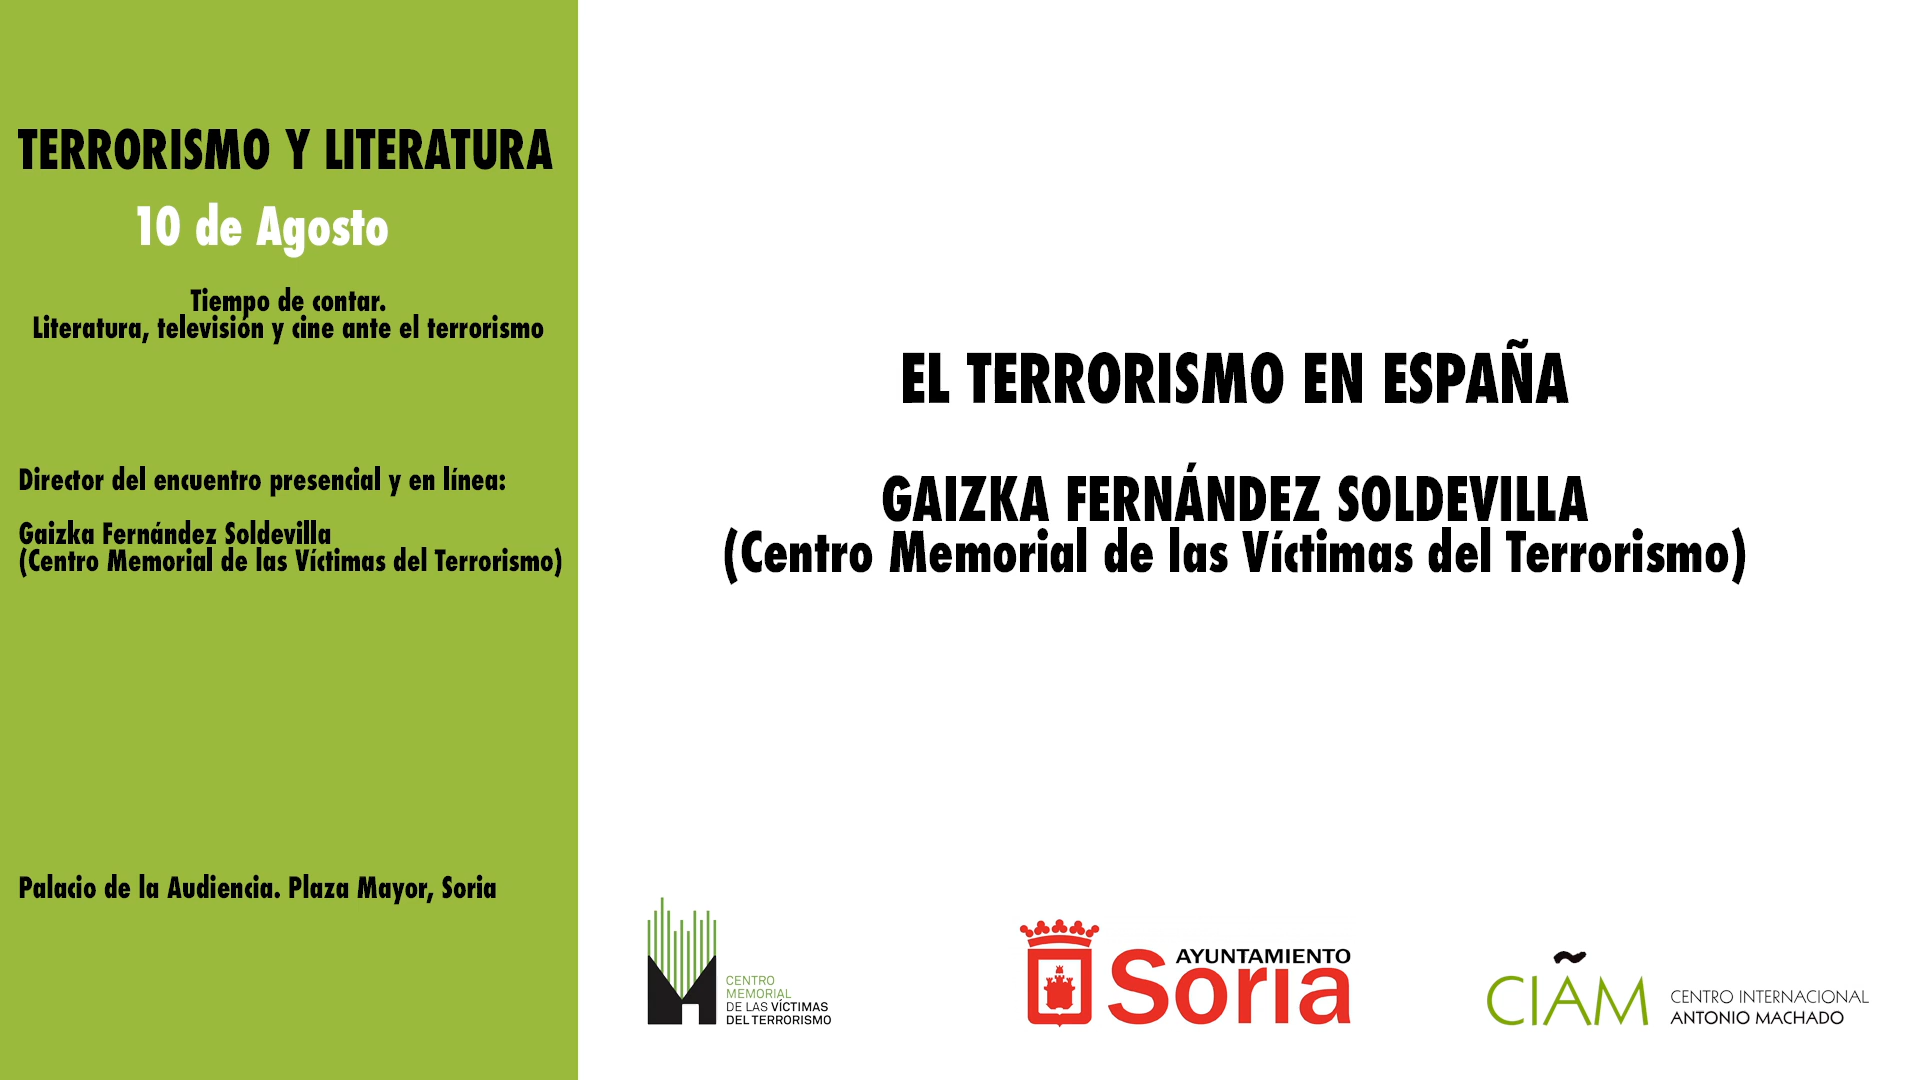 TERRORISMO Y LITERATURA
10 de Agosto
Tiempo de contar.
Literatura, televisión y cine ante el terrorismo
Director del encuentro presencial y en línea:
Gaizka Fernández Soldevilla
(Centro Memorial de las Víctimas del Terrorismo)
Palacio de la Audiencia. Plaza Mayor, Soria
EL TERRORISMO EN ESPAÑA
GAIZKA FERNÁNDEZ SOLDEVILLA
(Centro Memorial de las Víctimas del Terrorismo)
CENTRO
MEMORIAL
DE LAS VÍCTIMAS
DEL TERRORISMO
AYUNTAMIENTO
Soria
CIAM
CENTRO INTERNACIONAL
ANTONIO MACHADO